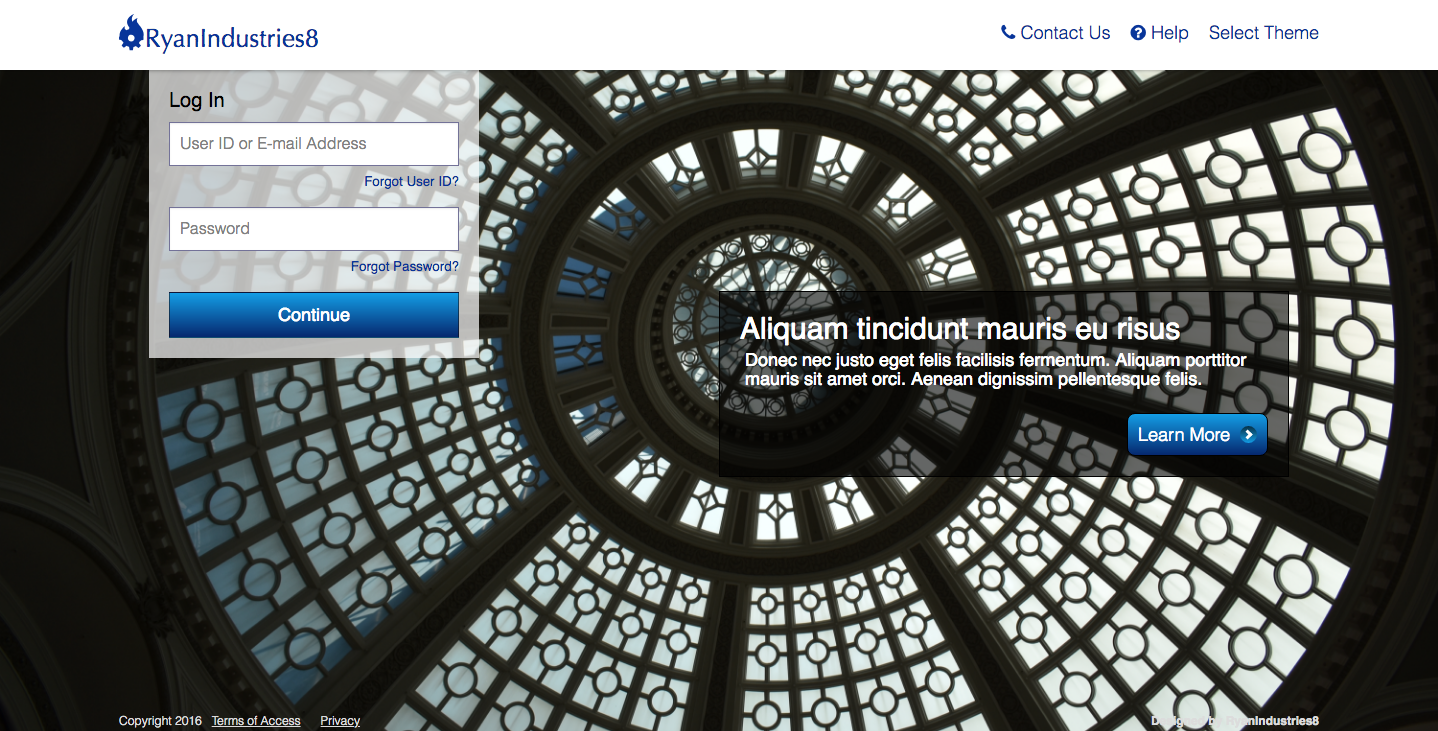 RyanIndustries8
Contact Us
Help
Select Theme
Log In
User ID or E-mail Address
Forgot User ID?
Password
Forgot Password?
Continue
Aliquam tincidunt mauris eu risus
Donec nec justo eget felis facilisis fermentum. Aliquam porttitor
mauris sit amet orci. Aenean dignissim pellentesque felis.
Learn More
Copyright 2016 Terms of Access Privacy
Designed by RyanIndustries8